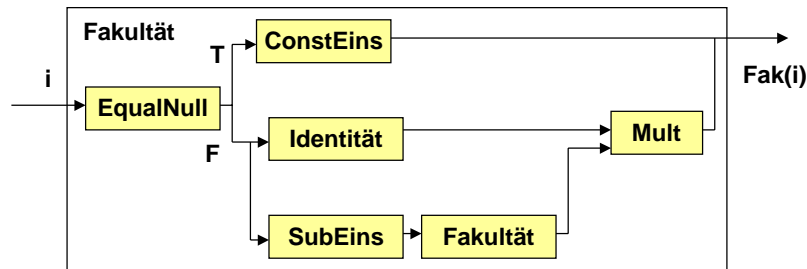 Fakultät
T
ConstEins
i
Fak(i)
EqualNull
F
Identität
Mult
SubEins
Fakultät